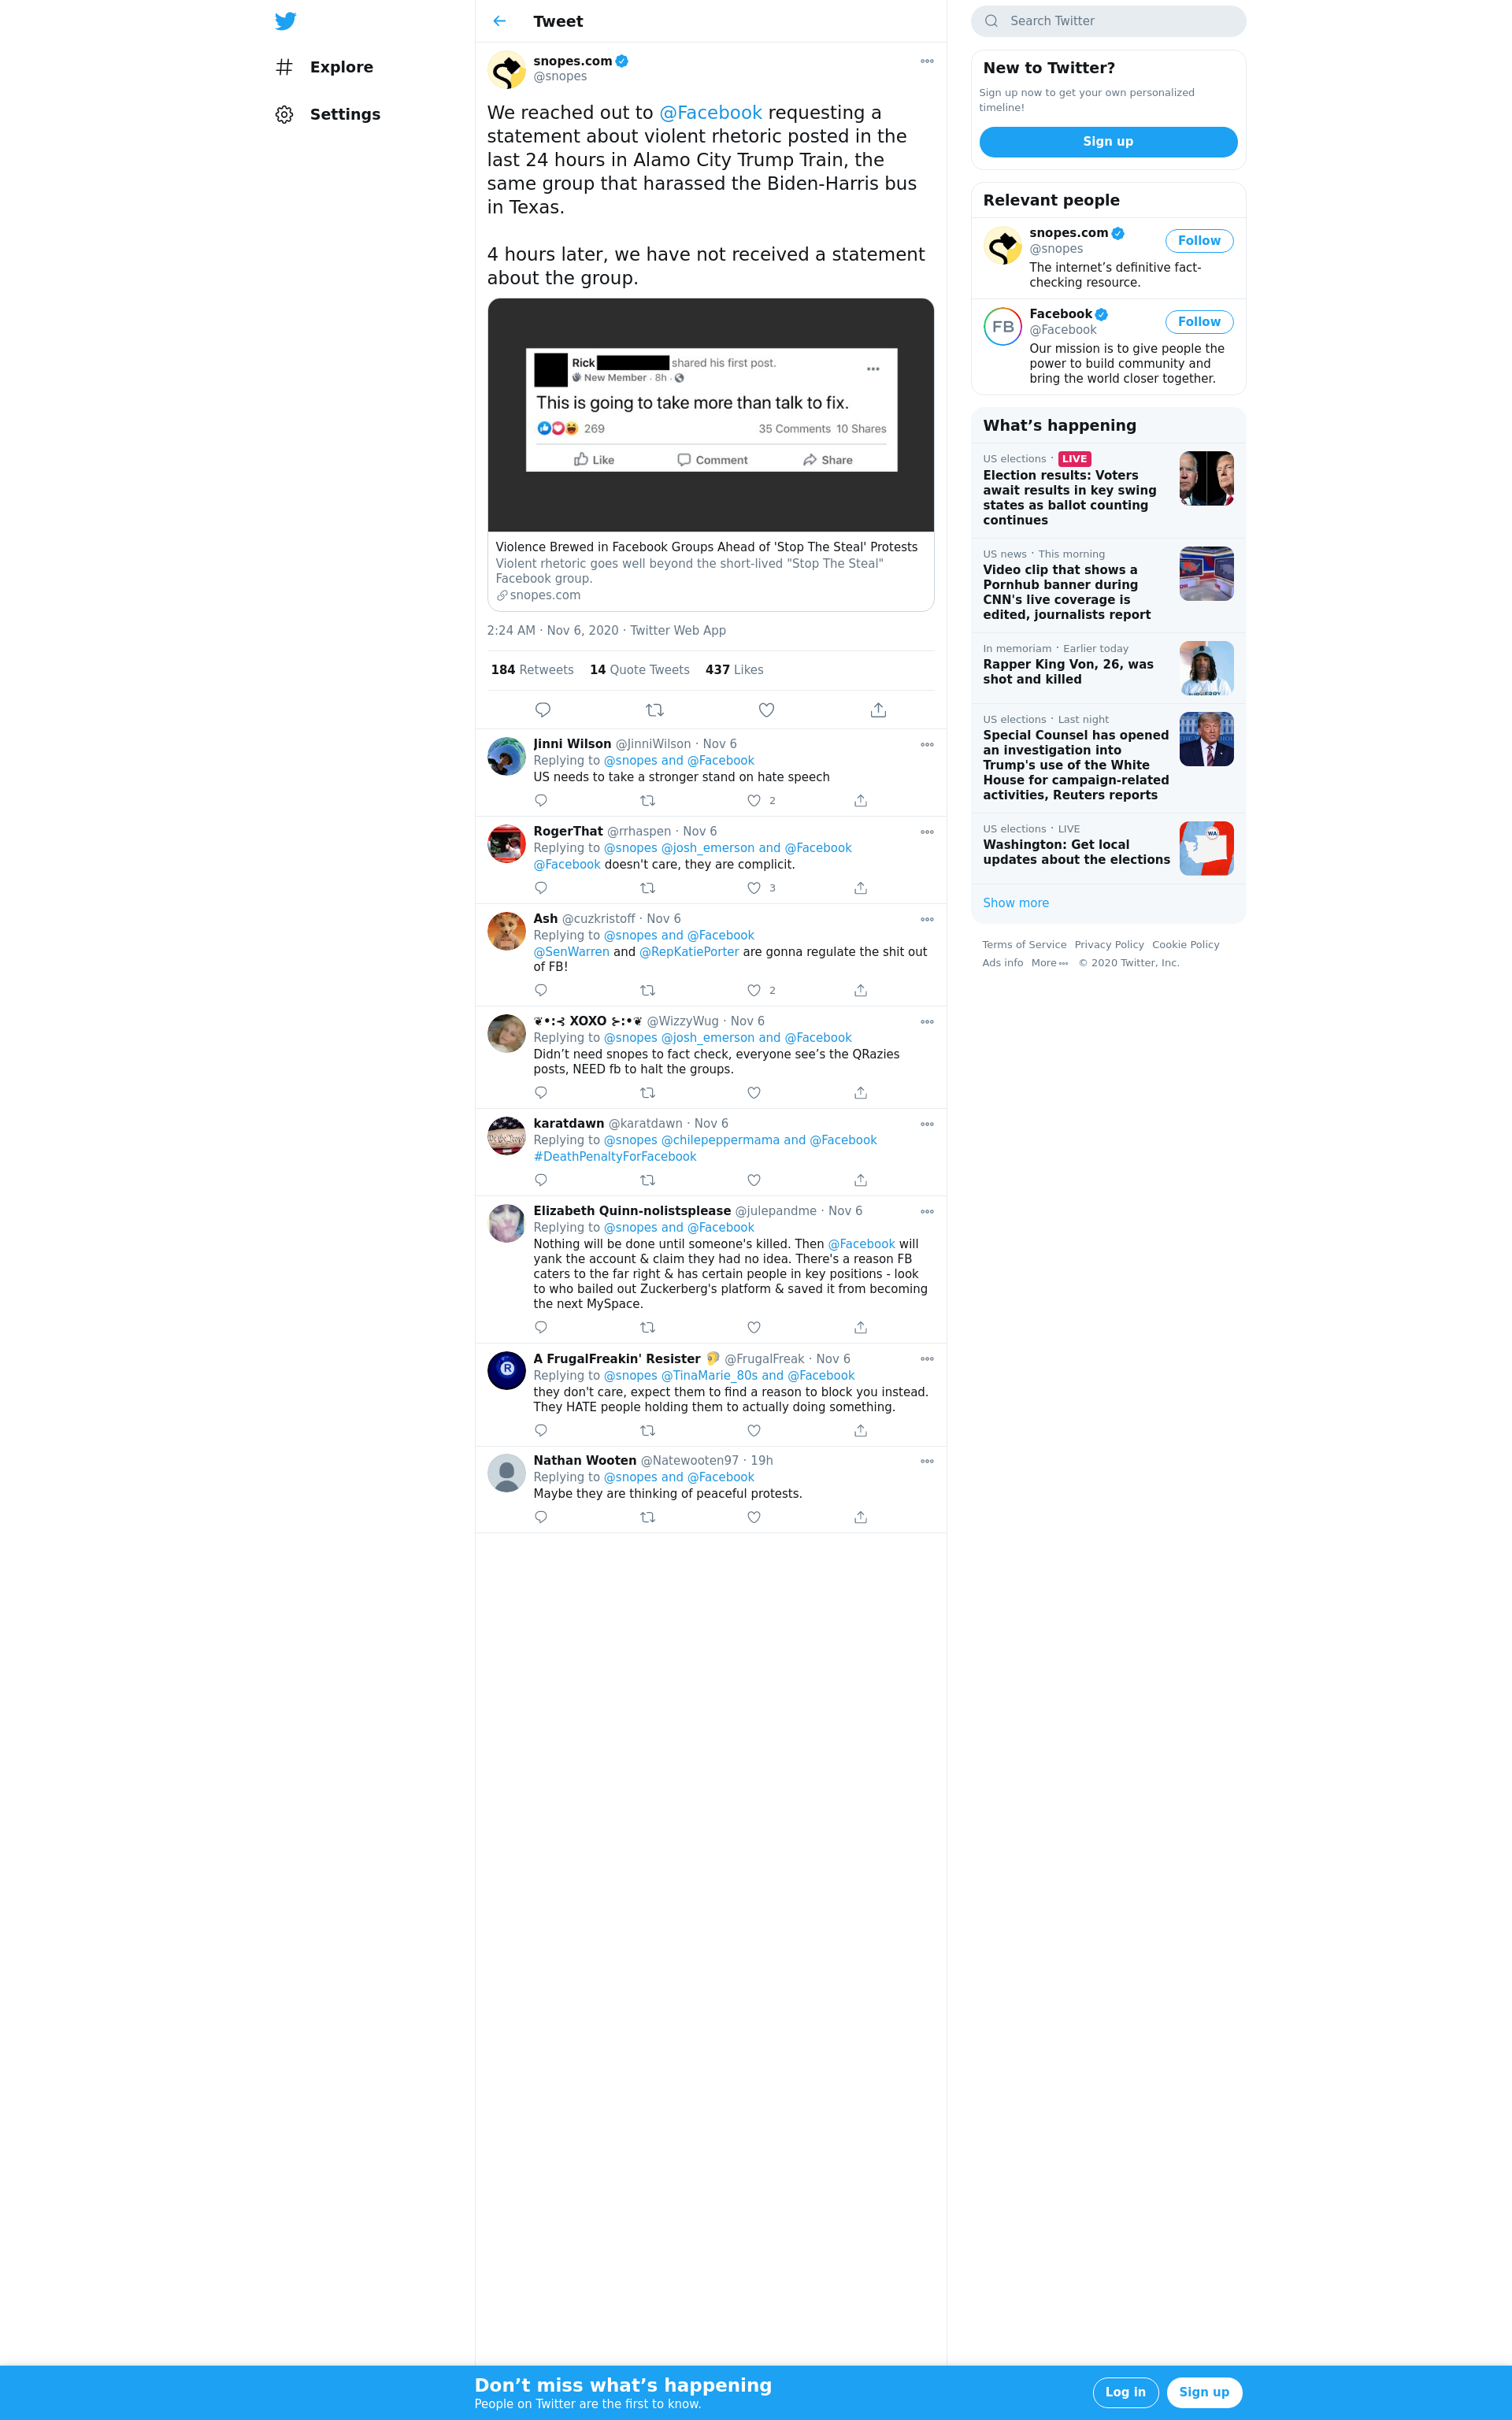 Explore
Settings
Tweet
snopes.com
@snopes
We reached out to @Facebook requesting a
statement about violent rhetoric posted in the
last 24 hours in Alamo City Trump Train, the
same group that harassed the Biden-Harris bus
in Texas.
4 hours later, we have not received a statement
about the group.
Rick shared his first post.
New Member · 8h ·
This is going to take more than talk to fix.
269
35 Comments 10 Shares
Like
Comment
Share
Violence Brewed in Facebook Groups Ahead of 'Stop The Steal' Protests
Violent rhetoric goes well beyond the short-lived "Stop The Steal"
Facebook group.
snopes.com
2:24 AM · Nov 6, 2020 · Twitter Web App
184 Retweets 14 Quote Tweets 437 Likes
Jinni Wilson @JinniWilson · Nov 6
Replying to @snopes and @Facebook
US needs to take a stronger stand on hate speech
2
RogerThat @rrhaspen · Nov 6
Replying to @snopes @josh_emerson and @Facebook
@Facebook doesn't care, they are complicit.
3
Ash @cuzkristoff · Nov 6
Replying to @snopes and @Facebook
@SenWarren and @RepKatiePorter are gonna regulate the shit out
of FB!
2
❦•:⊰ XOXO ⊱:•❦ @WizzyWug · Nov 6
Replying to @snopes @josh_emerson and @Facebook
Didn’t need snopes to fact check, everyone see’s the QRazies
posts, NEED fb to halt the groups.
karatdawn @karatdawn · Nov 6
Replying to @snopes @chilepeppermama and @Facebook
#DeathPenaltyForFacebook
Elizabeth Quinn-nolistsplease @julepandme · Nov 6
Replying to @snopes and @Facebook
Nothing will be done until someone's killed. Then @Facebook will
yank the account & claim they had no idea. There's a reason FB
caters to the far right & has certain people in key positions - look
to who bailed out Zuckerberg's platform & saved it from becoming
the next MySpace.
R
A FrugalFreakin' Resister @FrugalFreak · Nov 6
Replying to @snopes @TinaMarie_80s and @Facebook
they don't care, expect them to find a reason to block you instead.
They HATE people holding them to actually doing something.
Nathan Wooten @Natewooten97 · 19h
Replying to @snopes and @Facebook
Maybe they are thinking of peaceful protests.
Search Twitter
New to Twitter?
Sign up now to get your own personalized
timeline!
Sign up
Relevant people
snopes.com
@snopes
Follow
The internet’s definitive fact-
checking resource.
FB
Facebook
@Facebook
Follow
Our mission is to give people the
power to build community and
bring the world closer together.
What’s happening
US elections · LIVE
Election results: Voters
await results in key swing
states as ballot counting
continues
US news · This morning
Video clip that shows a
Pornhub banner during
CNN's live coverage is
edited, journalists report
In memoriam · Earlier today
Rapper King Von, 26, was
shot and killed
US elections · Last night
Special Counsel has opened
an investigation into
Trump's use of the White
House for campaign-related
activities, Reuters reports
US elections · LIVE
Washington: Get local
updates about the elections
WA
Show more
Terms of Service Privacy Policy Cookie Policy
Ads info More © 2020 Twitter, Inc.
Don’t miss what’s happening
People on Twitter are the first to know.
Log in
Sign up